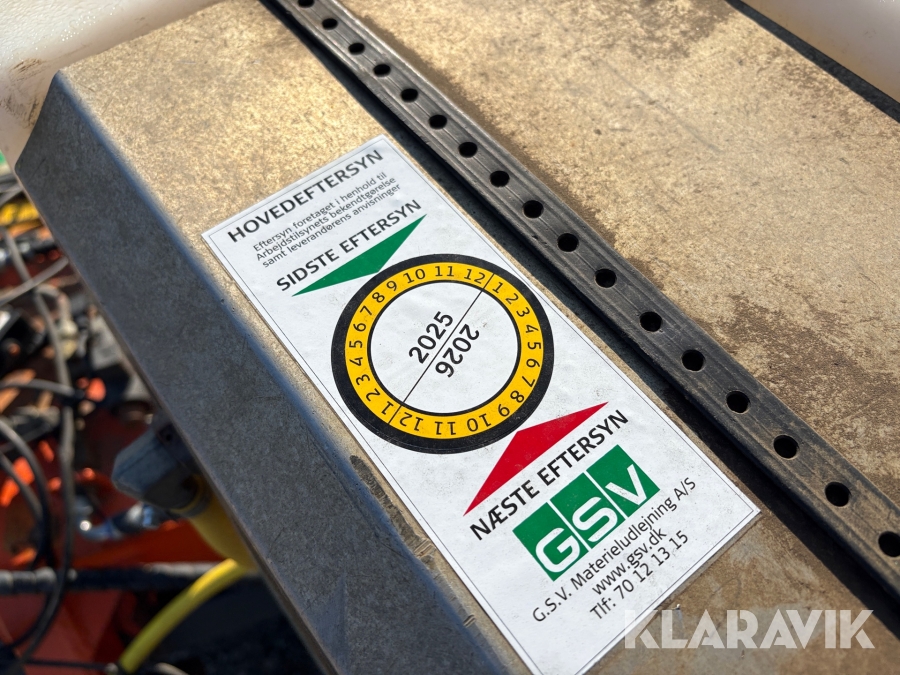 HOVEDEFTERSYN
Eftersyn foretaget i henhold til
Arbejdstilsynets bekendtgørelse
samt leverandørens anvisninger
SIDSTE EFTERSYN
1 2 3 4 5 6 7 8 9 10 11 12
2025
2026
1 2 3 4 5 6 7 8 9 10 11 12
NÆSTE EFTERSYN
GSV
G.S.V. Materieludlejning A/S
www.gsv.dk
Tlf: 70 12 13 15
KLARAVIK